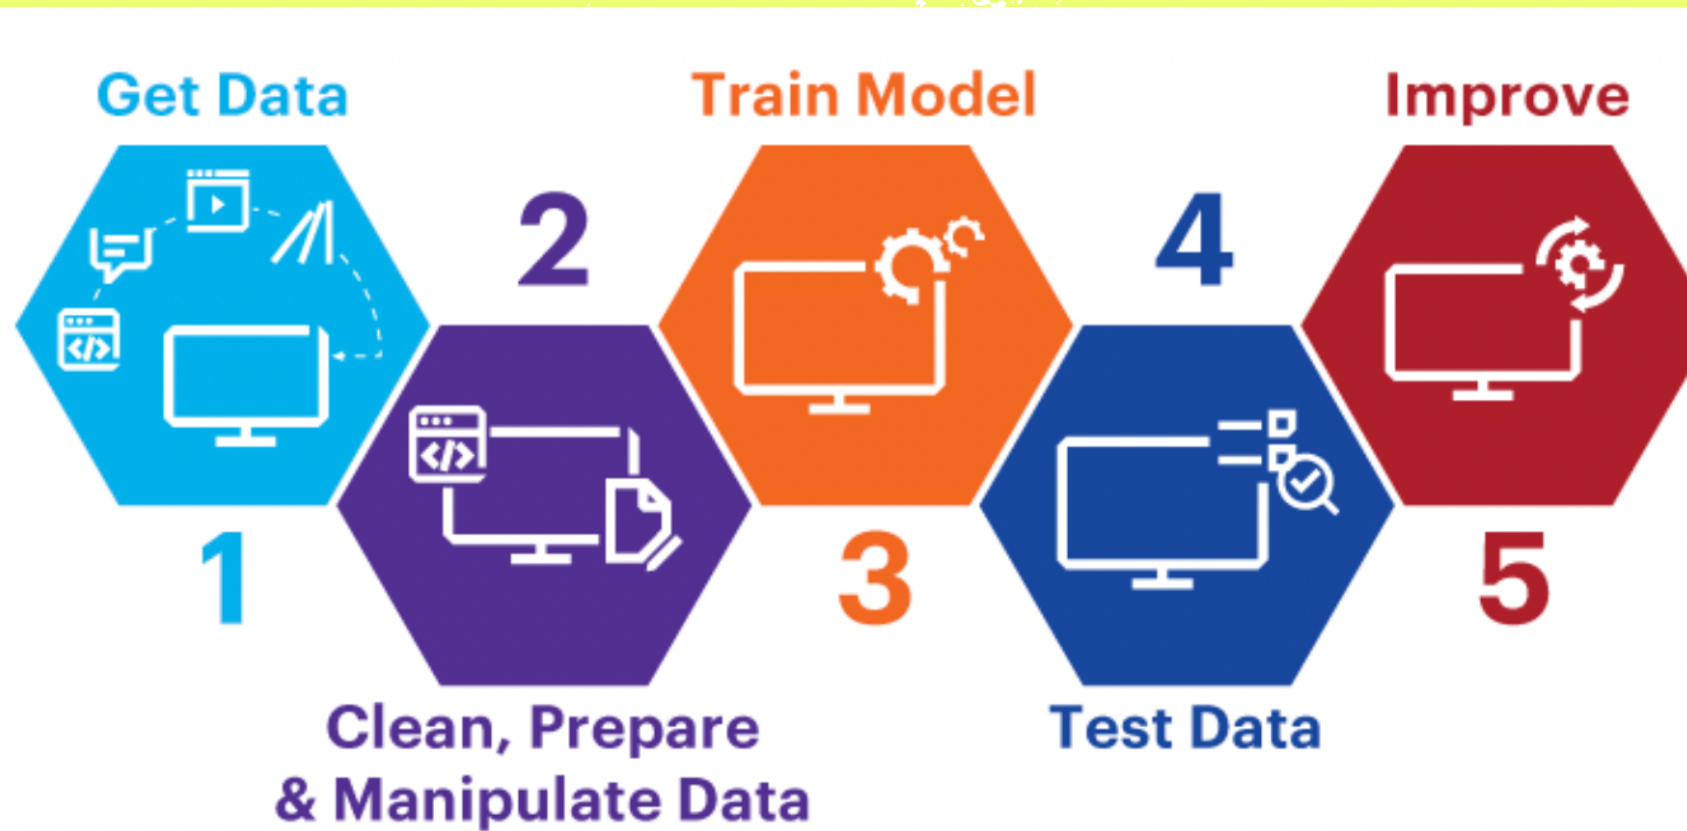 Get Data
1
2
Clean, Prepare
& Manipulate Data
Train Model
3
4
Test Data
Improve
5